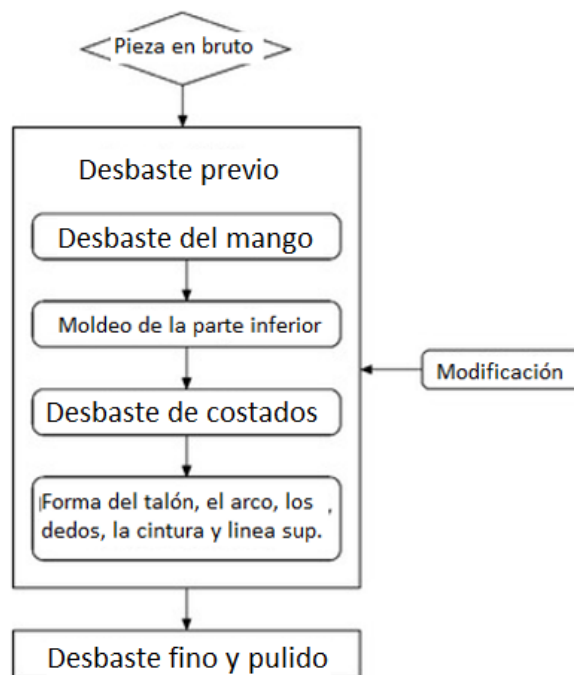 Pieza en bruto
Desbaste previo
Desbaste del mango
Moldeo de la parte inferior
Modificación
Desbaste de costados
Forma del talón, el arco, los ,
dedos, la cintura y linea sup.
Desbaste fino y pulido